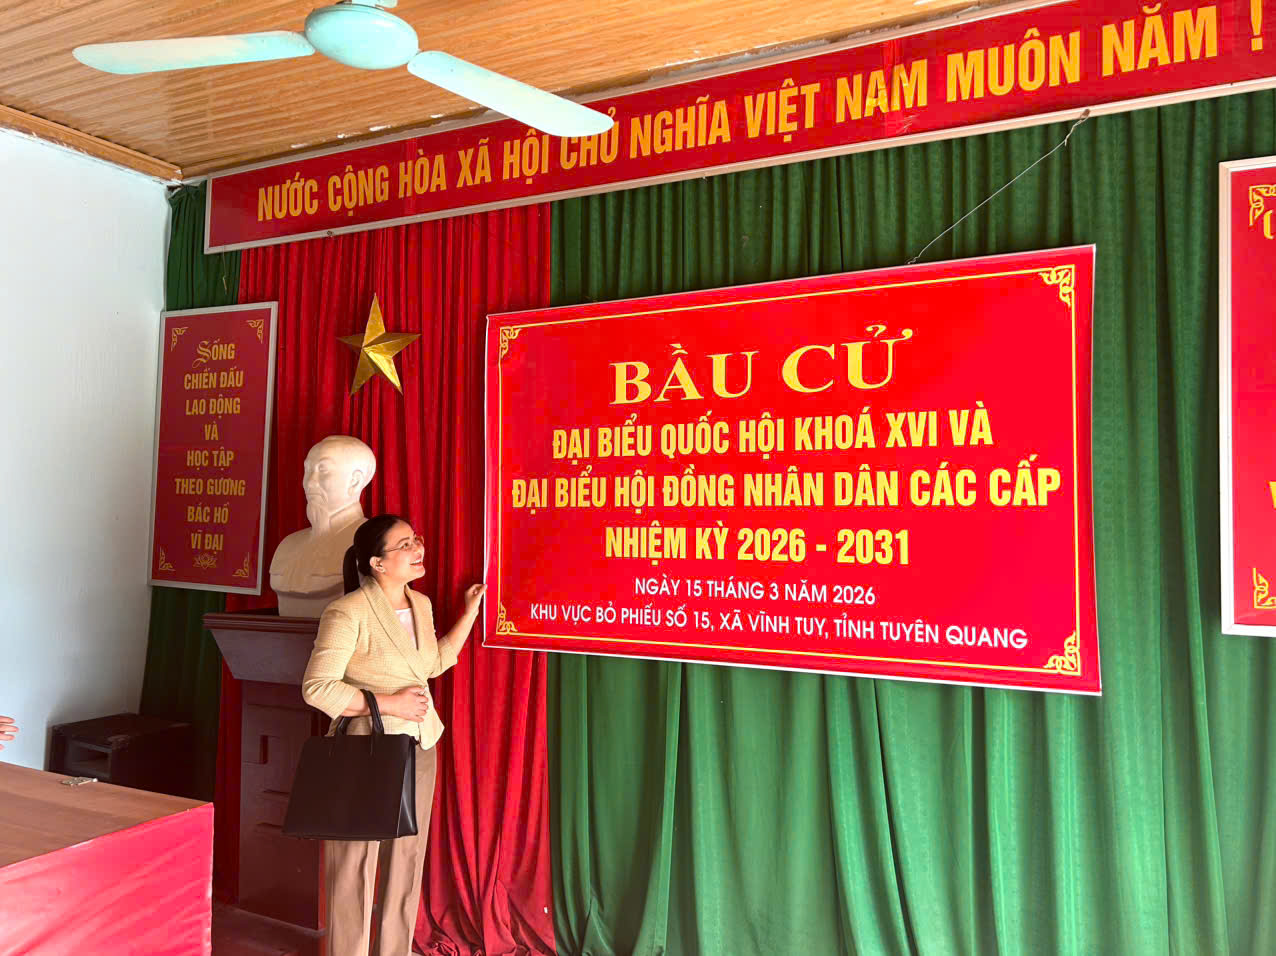 NƯỚC CỘNG HÒA XÃ HỘI CHỦ NGHĨA VIỆT NAM MUÔN NĂM !
SỐNG
CHIẾN ĐẤU
LAO ĐỘNG
VÀ
HỌC TẬP
THEO GƯƠNG
BÁC HỒ
VĨ ĐẠI
BẦU CỬ
ĐẠI BIỂU QUỐC HỘI KHOÁ XVI VÀ
ĐẠI BIỂU HỘI ĐỒNG NHÂN DÂN CÁC CẤP
NHIỆM KỲ 2026 - 2031
NGÀY 15 THÁNG 3 NĂM 2026
KHU VỰC BỎ PHIẾU SỐ 15, XÃ VĨNH TUY, TỈNH TUYÊN QUANG